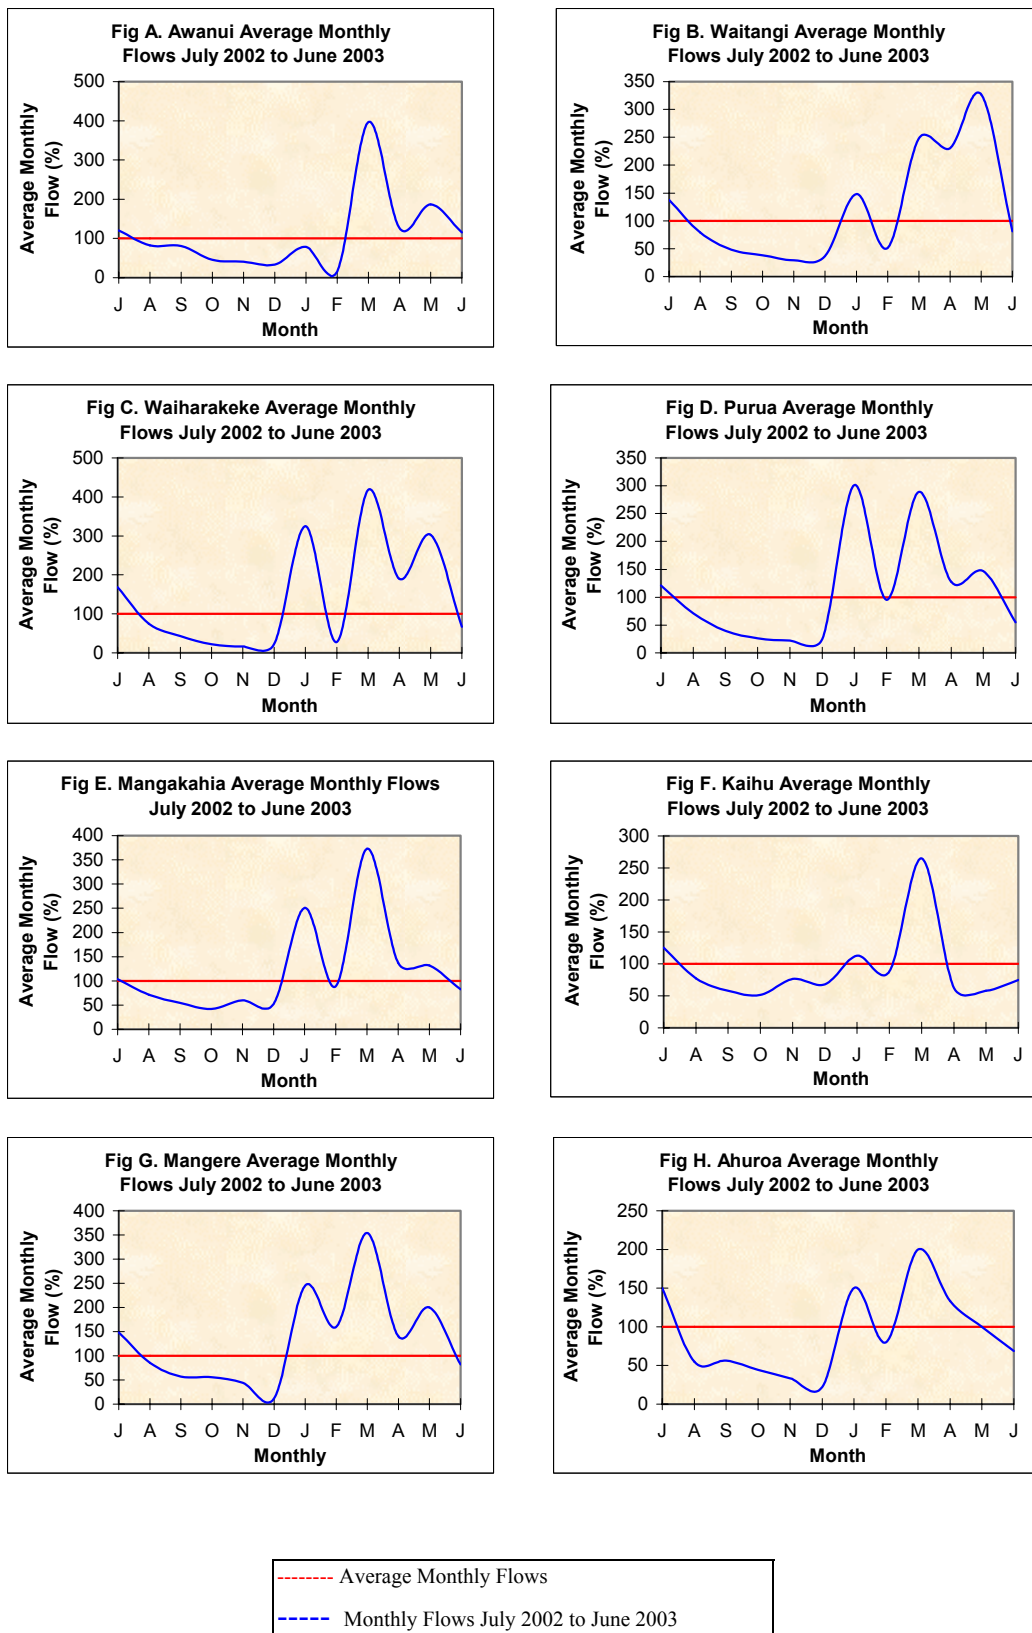 Fig A. Awanui Average Monthly
Flows July 2002 to June 2003
Average Monthly
Flow (%)
500
400
300
200
100
0
J A S O N D J F M A M J
Month
Fig B. Waitangi Average Monthly
Flows July 2002 to June 2003
Average Monthly
Flow (%)
350
300
250
200
150
100
50
0
J A S O N D J F M A M J
Month
Fig C. Waiharakeke Average Monthly
Flows July 2002 to June 2003
Average Monthly
Flow (%)
500
400
300
200
100
0
J A S O N D J F M A M J
Month
Fig D. Purua Average Monthly
Flows July 2002 to June 2003
Average Monthly
Flow (%)
350
300
250
200
150
100
50
0
J A S O N D J F M A M J
Month
Fig E. Mangakahia Average Monthly Flows
July 2002 to June 2003
Average Monthly
Flow (%)
400
350
300
250
200
150
100
50
0
J A S O N D J F M A M J
Month
Fig F. Kaihu Average Monthly
Flows July 2002 to June 2003
Average Monthly
Flow (%)
300
250
200
150
100
50
0
J A S O N D J F M A M J
Month
Fig G. Mangere Average Monthly
Flows July 2002 to June 2003
Average Monthly
Flow (%)
400
350
300
250
200
150
100
50
0
J A S O N D J F M A M J
Monthly
Fig H. Ahuroa Average Monthly
Flows July 2002 to June 2003
Average Monthly
Flow (%)
250
200
150
100
50
0
J A S O N D J F M A M J
Month
Average Monthly Flows
Monthly Flows July 2002 to June 2003